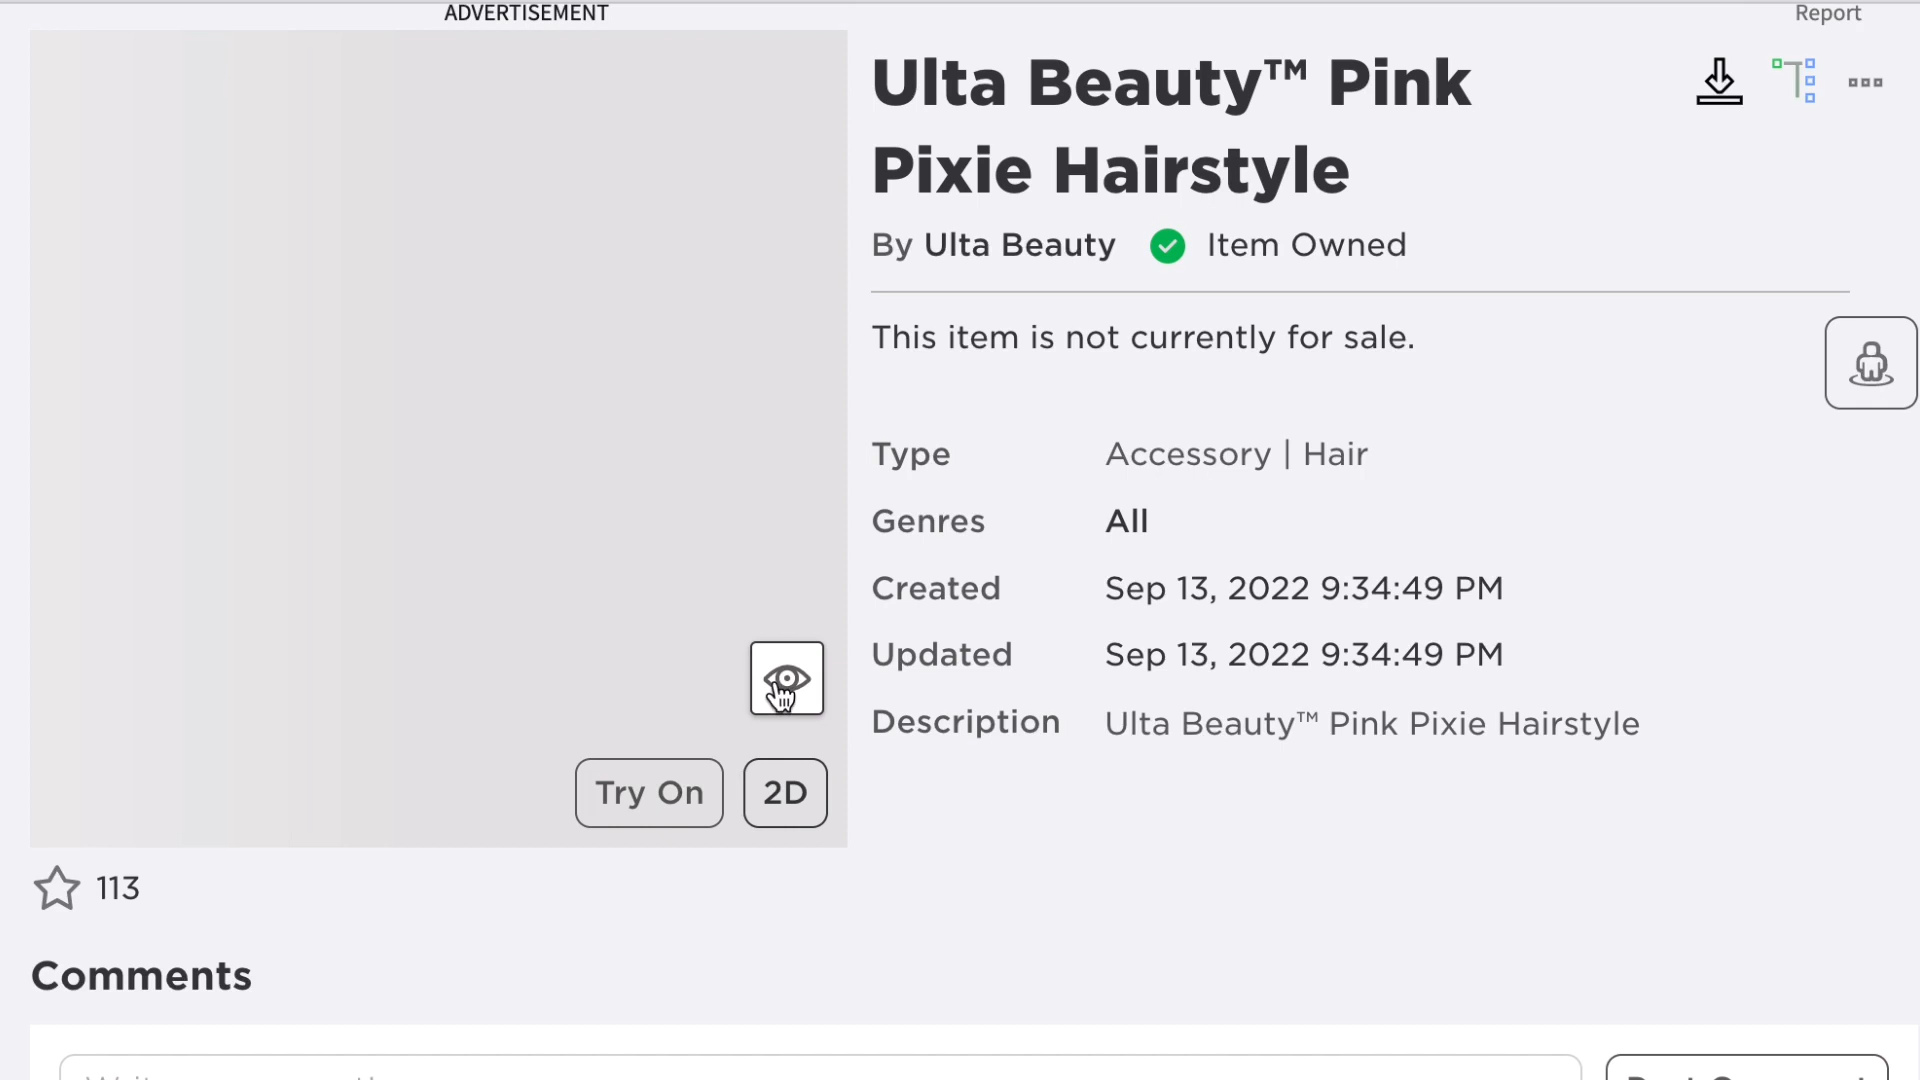 ADVERTISEMENT
Report
Ulta Beauty™ Pink
Pixie Hairstyle
By Ulta Beauty
Item Owned
This item is not currently for sale.
Type Accessory | Hair
Genres All
Created Sep 13, 2022 9:34:49 PM
Updated Sep 13, 2022 9:34:49 PM
Description Ulta Beauty™ Pink Pixie Hairstyle
Try On
2D
113
Comments